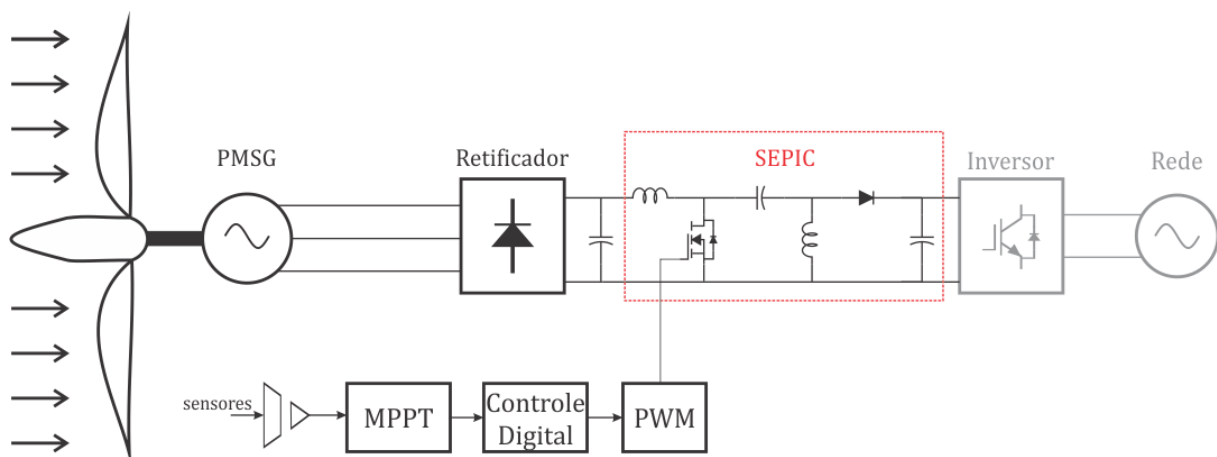 PMSG
Retificador
SEPIC
Inversor
Rede
sensores
MPPT
Controle
Digital
PWM